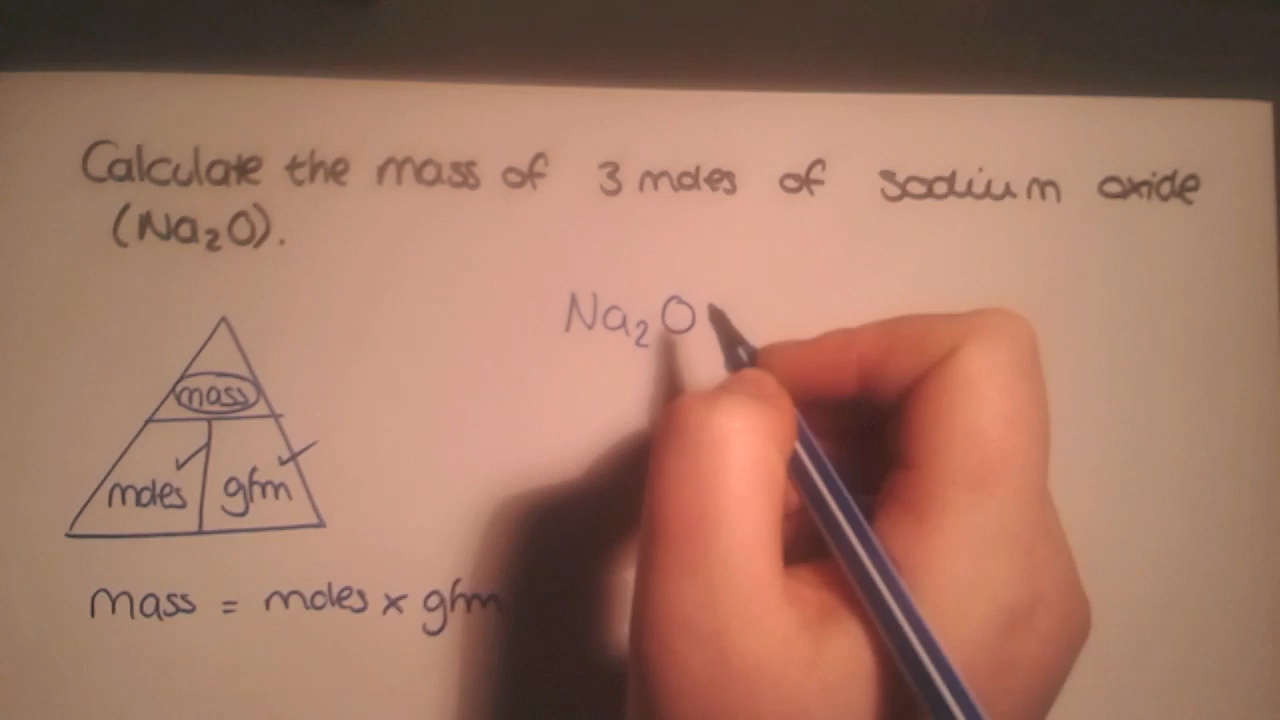 Calculate the mass of 3 moles of sodium oxide
(Na₂O).
Na₂O
mass
moles gfm
mass = moles x gfm